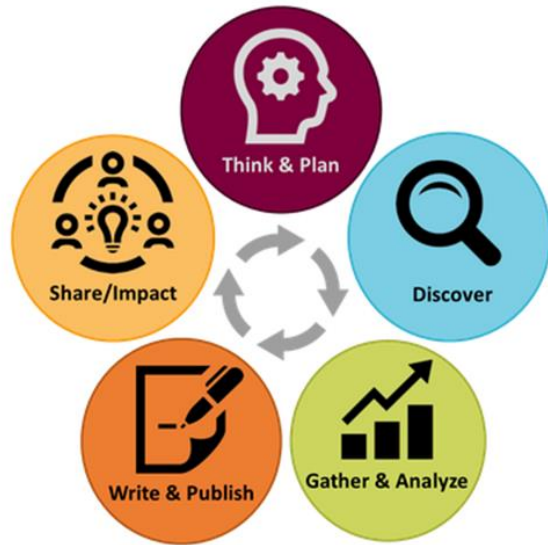 Think & Plan
Discover
Gather & Analyze
Write & Publish
Share/Impact